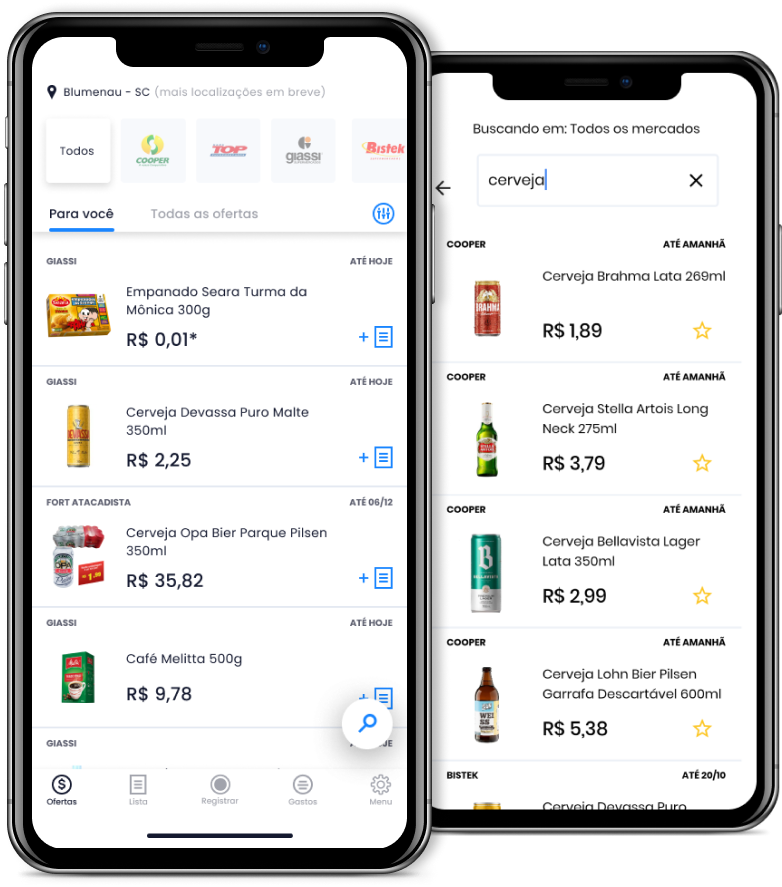 Blumenau - SC (mais localizações em breve)
Todos
COOPER
TOP
giassi
Bistek
Para você
Todas as ofertas
GIASSI
ATÉ HOJE
Empanado Seara Turma da
Mônica 300g
R$ 0,01*
+
GIASSI
ATÉ HOJE
Cerveja Devassa Puro Malte
350ml
R$ 2,25
+
FORT ATACADISTA
ATÉ 06/12
Cerveja Opa Bier Parque Pilsen
350ml
OPA
R$ 35,82
+
GIASSI
ATÉ HOJE
Café Melitta 500g
R$ 9,78
+
GIASSI
Ofertas
Lista
Registrar
Gastos
Menu
Buscando em: Todos os mercados
cerveja
COOPER
ATÉ AMANHÃ
Cerveja Brahma Lata 269ml
BRAHMA
R$ 1,89
COOPER
ATÉ AMANHÃ
Cerveja Stella Artois Long
Neck 275ml
R$ 3,79
COOPER
ATÉ AMANHÃ
Cerveja Bellavista Lager
Lata 350ml
B
R$ 2,99
COOPER
ATÉ AMANHÃ
Cerveja Lohn Bier Pilsen
Garrafa Descartável 600ml
WEI
SS
R$ 5,38
BISTEK
ATÉ 20/10
Cerveja Devassa Puro